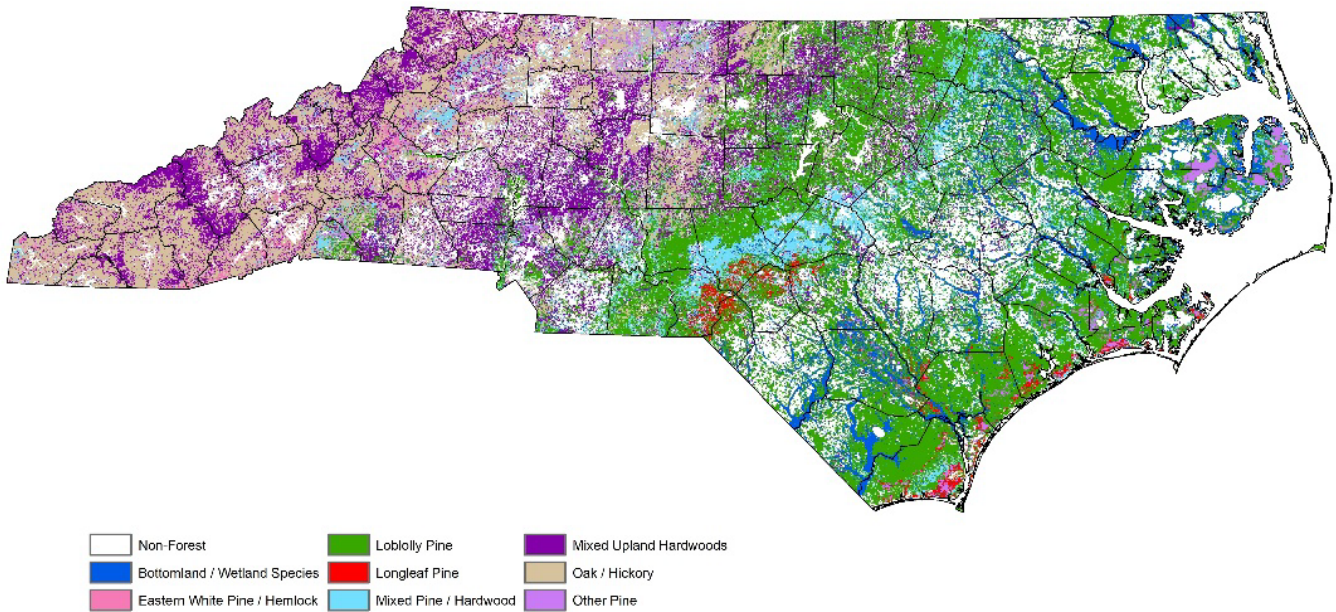 Non-Forest
Loblolly Pine
Mixed Upland Hardwoods
Bottomland / Wetland Species
Longleaf Pine
Oak / Hickory
Eastern White Pine / Hemlock
Mixed Pine / Hardwood
Other Pine